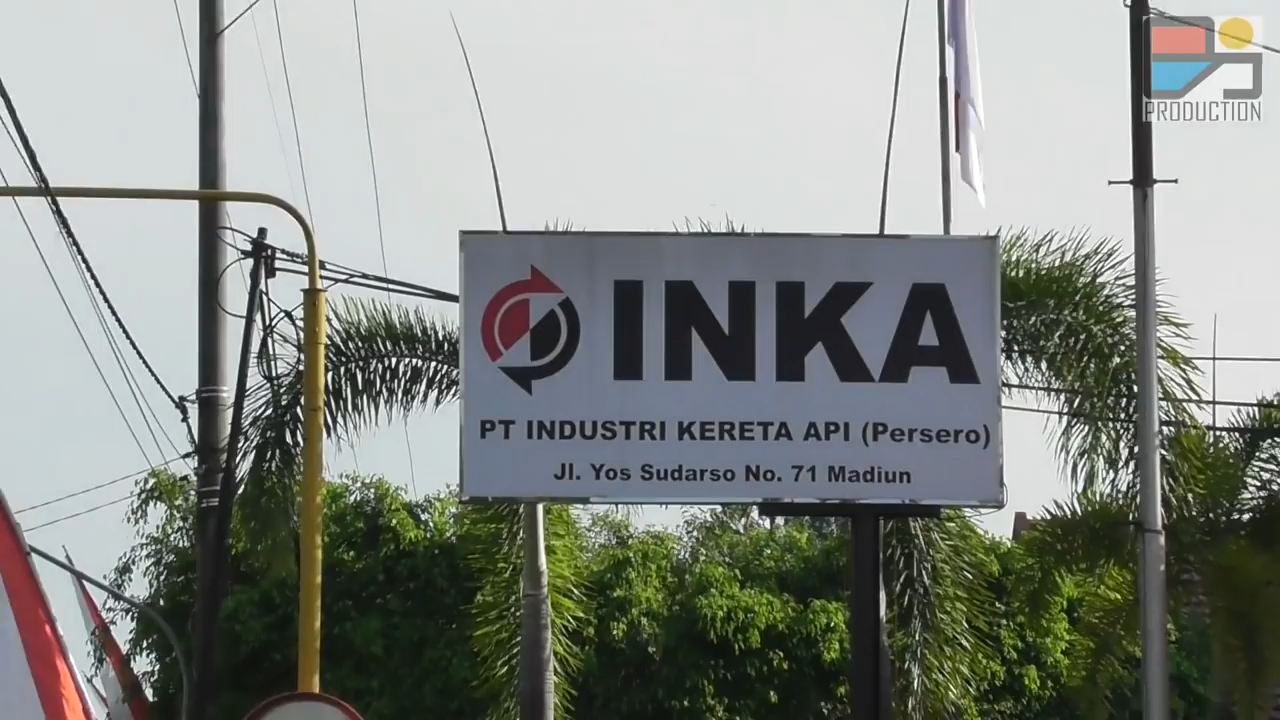 PRODUCTION
INKA
PT INDUSTRI KERETA API (Persero)
Jl. Yos Sudarso No. 71 Madiun